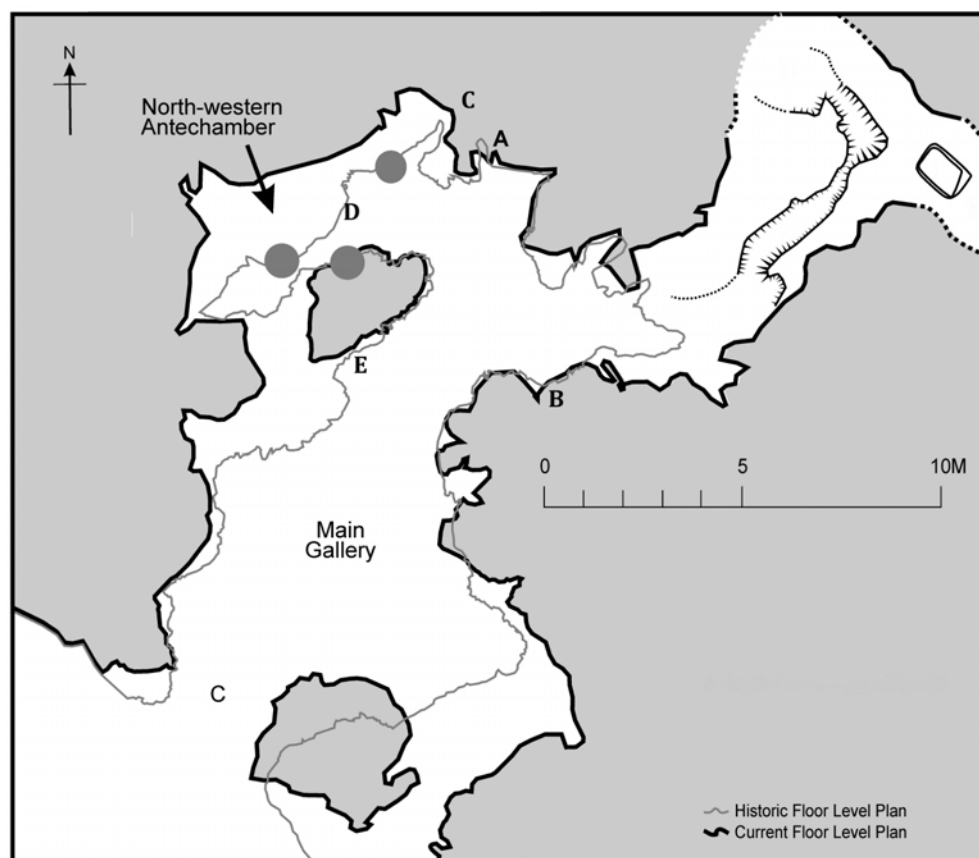 N
C
North-western
Antechamber
A
D
E
B
0 5 10M
Main
Gallery
C
Historic Floor Level Plan
Current Floor Level Plan